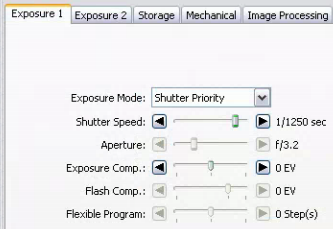 Exposure 1 Exposure 2 Storage Mechanical Image Processing
Exposure Mode: Shutter Priority
Shutter Speed: 1/1250 sec
Aperture: f/3.2
Exposure Comp.: 0 EV
Flash Comp.: 0 EV
Flexible Program: 0 Step(s)